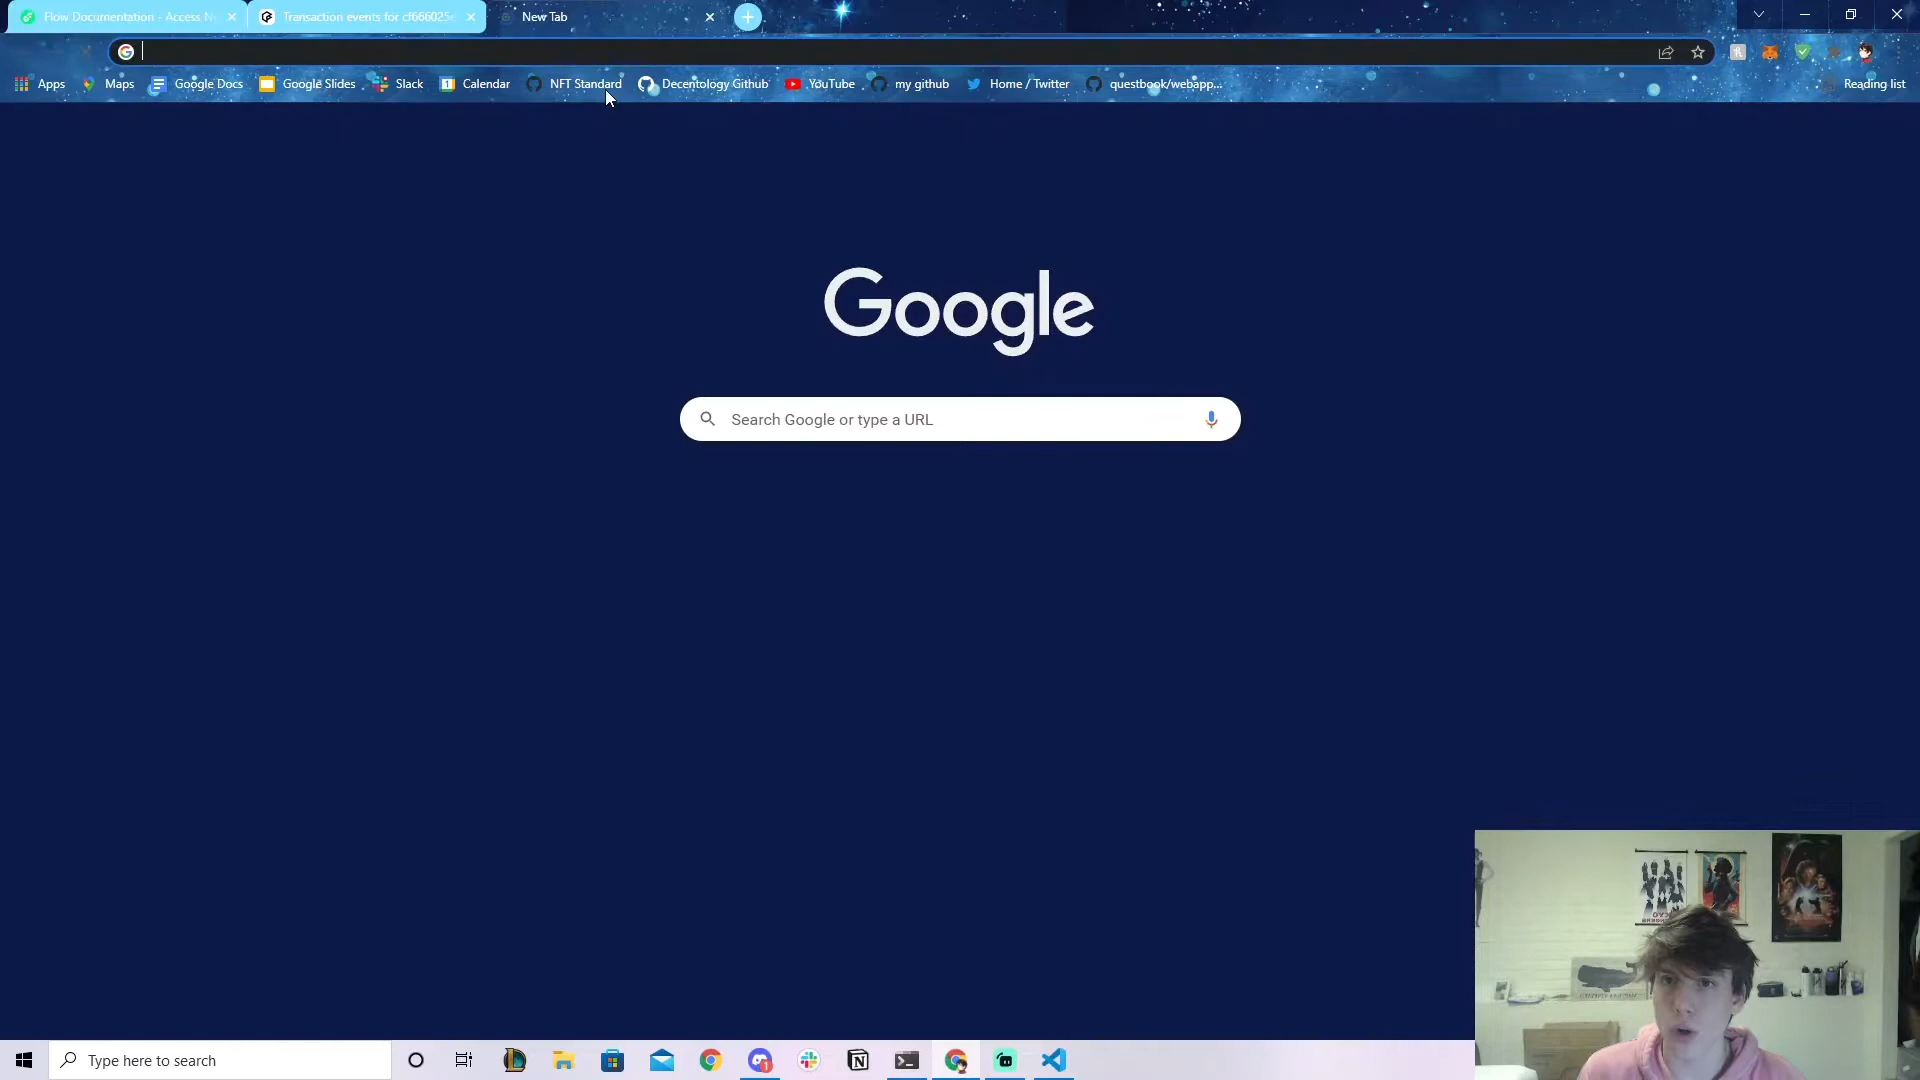 Flow Documentation - Access N
Transaction events for cf666025e
New Tab
Apps
Maps
Google Docs
Google Slides
Slack
Calendar
NFT Standard
Decentology Github
YouTube
my github
Home / Twitter
questbook/webapp...
Reading list
Google
Search Google or type a URL
Type here to search